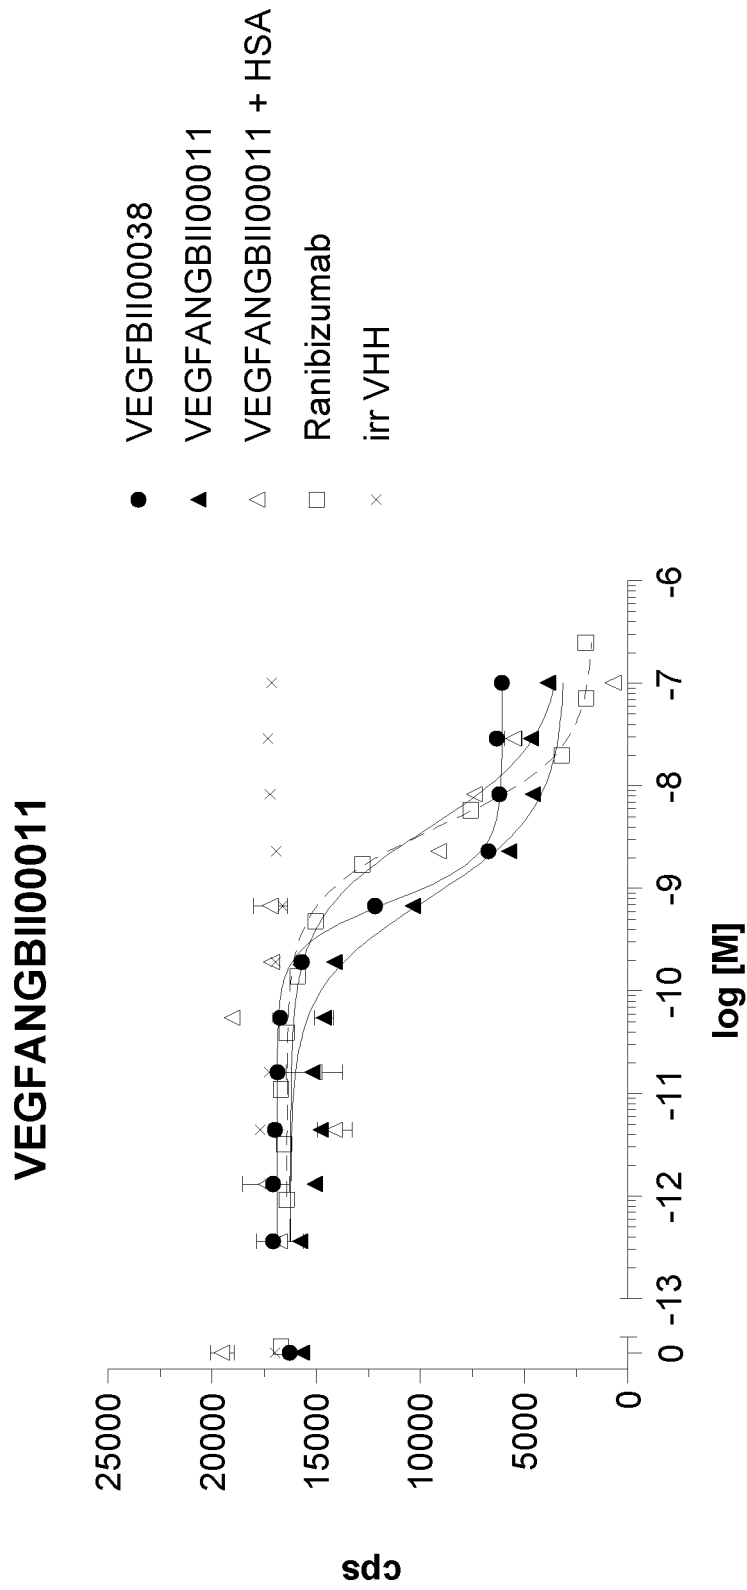 VEGFANGBII00011
cps
25000
20000
15000
10000
5000
0
0 -13 -12 -11 -10 -9 -8 -7 -6
log [M]
VEGFBII00038
VEGFANGBII00011
VEGFANGBII00011 + HSA
Ranibizumab
irr VHH